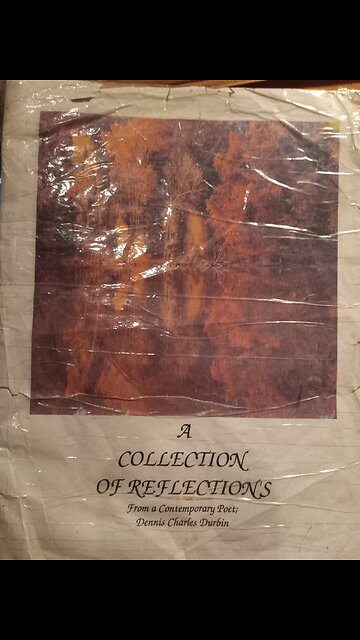 A
COLLECTION
OF REFLECTIONS
From a Contemporary Poet;
Dennis Charles Durbin